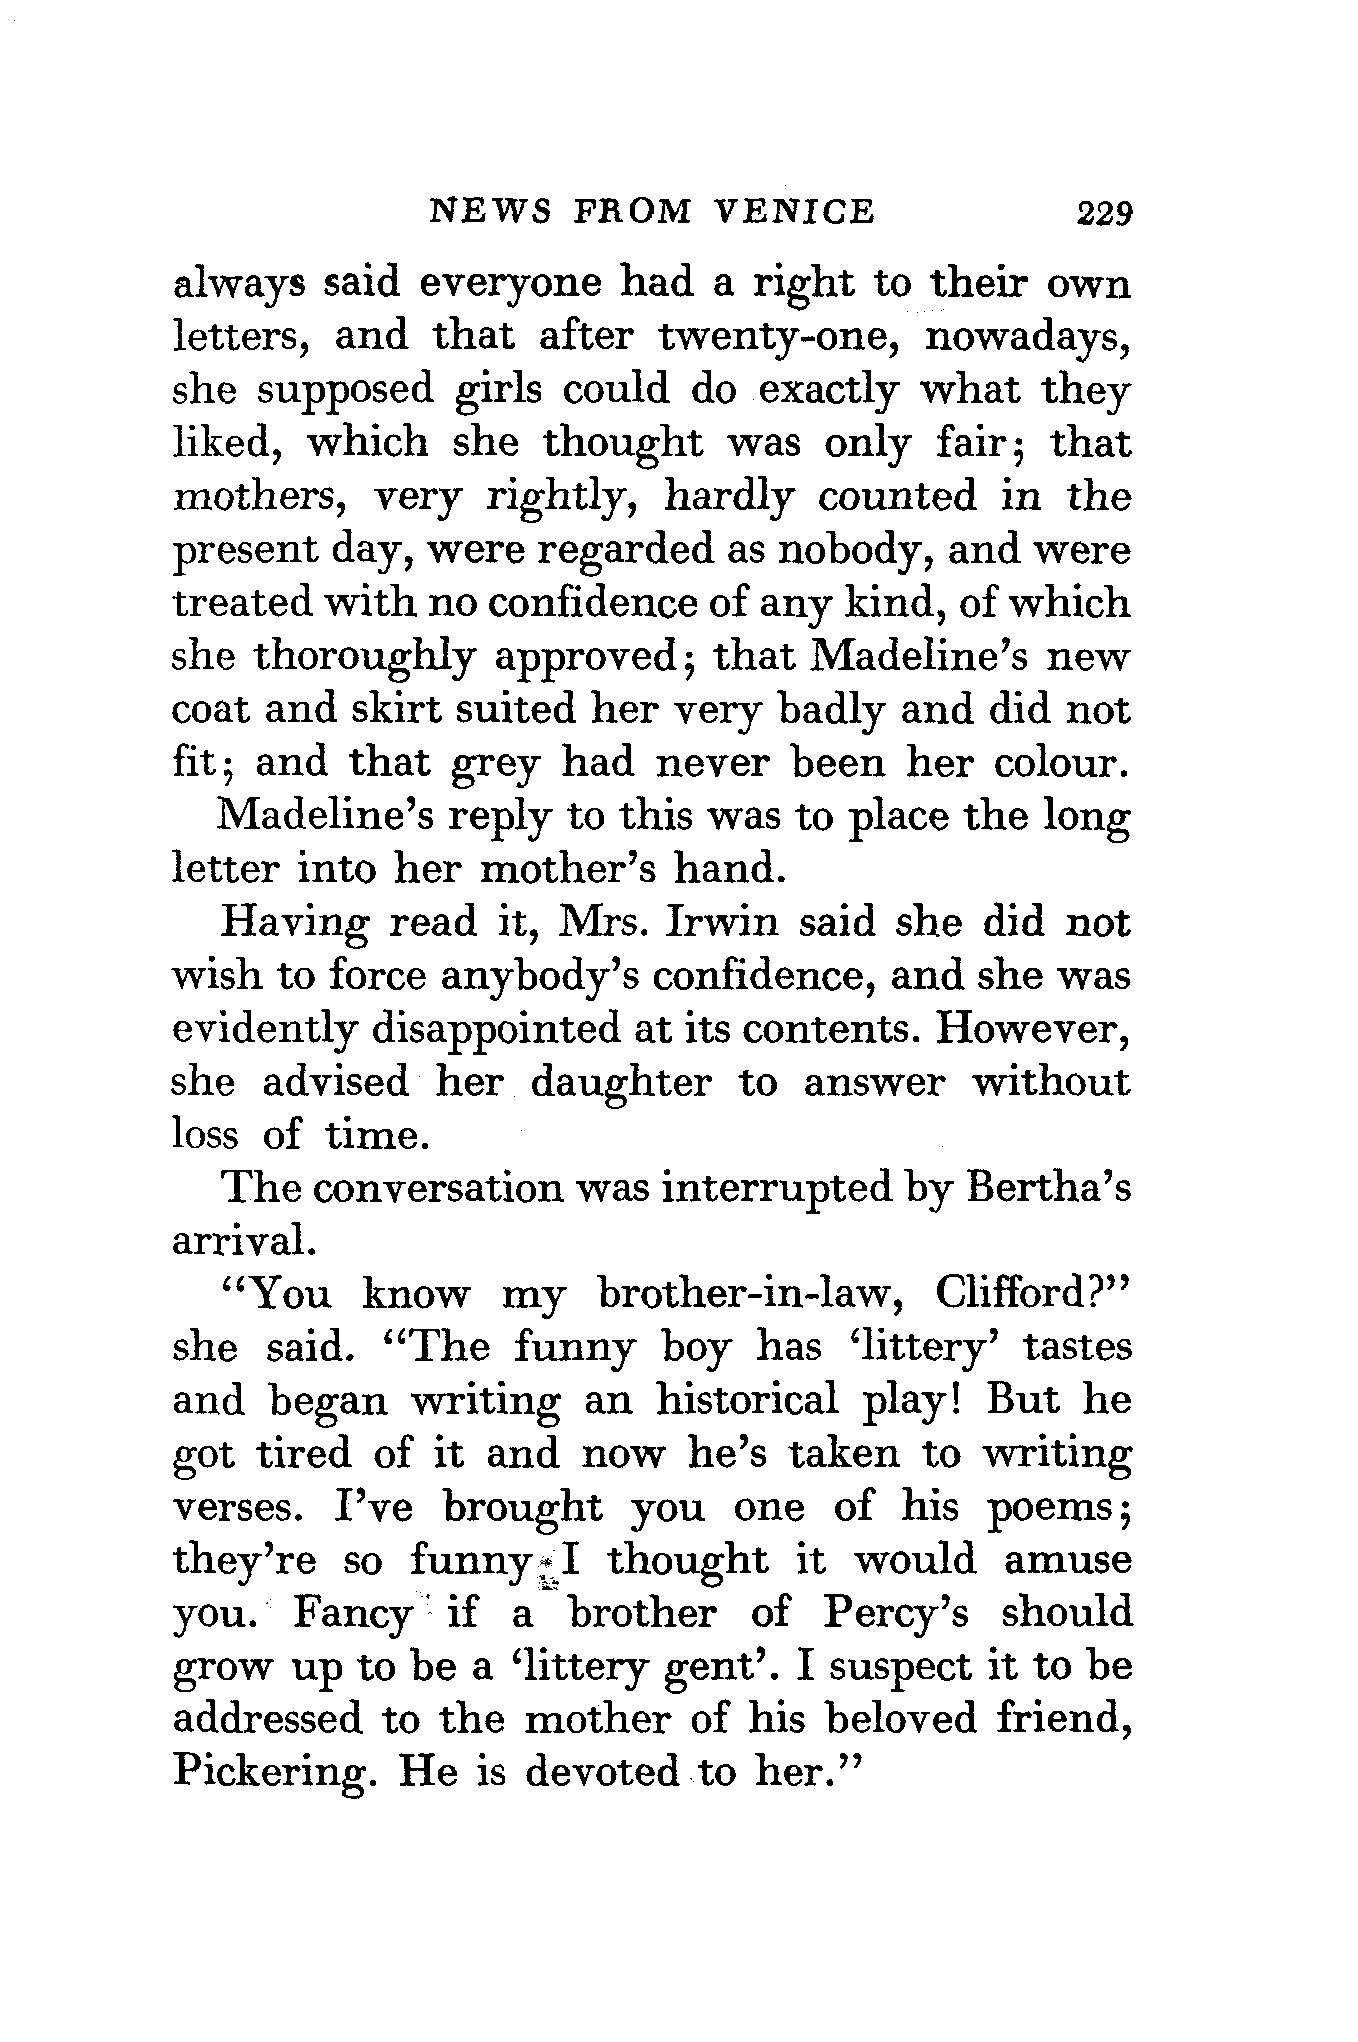 NEWS FROM VENICE 229
always said everyone had a right to their own
letters, and that after twenty-one, nowadays,
she supposed girls could do exactly what they
liked, which she thought was only fair; that
mothers, very rightly, hardly counted in the
present day, were regarded as nobody, and were
treated with no confidence of any kind, of which
she thoroughly approved; that Madeline's new
coat and skirt suited her very badly and did not
fit; and that grey had never been her colour.
Madeline's reply to this was to place the long
letter into her mother's hand.
Having read it, Mrs. Irwin said she did not
wish to force anybody's confidence, and she was
evidently disappointed at its contents. However,
she advised her daughter to answer without
loss of time.
The conversation was interrupted by Bertha's
arrival.
“You know my brother-in-law, Clifford?”
she said. “The funny boy has ‘littery’ tastes
and began writing an historical play! But he
got tired of it and now he's taken to writing
verses. I've brought you one of his poems;
they're so funny I thought it would amuse
you. Fancy if a brother of Percy's should
grow up to be a ‘littery gent’. I suspect it to be
addressed to the mother of his beloved friend,
Pickering. He is devoted to her.”